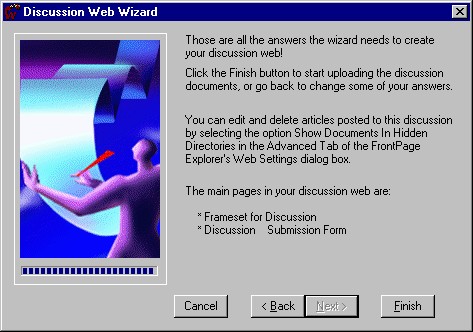 Discussion Web Wizard
Those are all the answers the wizard needs to create
your discussion web!
Click the Finish button to start uploading the discussion
documents, or go back to change some of your answers.
You can edit and delete articles posted to this discussion
by selecting the option Show Documents In Hidden
Directories in the Advanced Tab of the FrontPage
Explorer's Web Settings dialog box.
The main pages in your discussion web are:
* Frameset for Discussion
* Discussion Submission Form
Cancel < Back Next > Finish